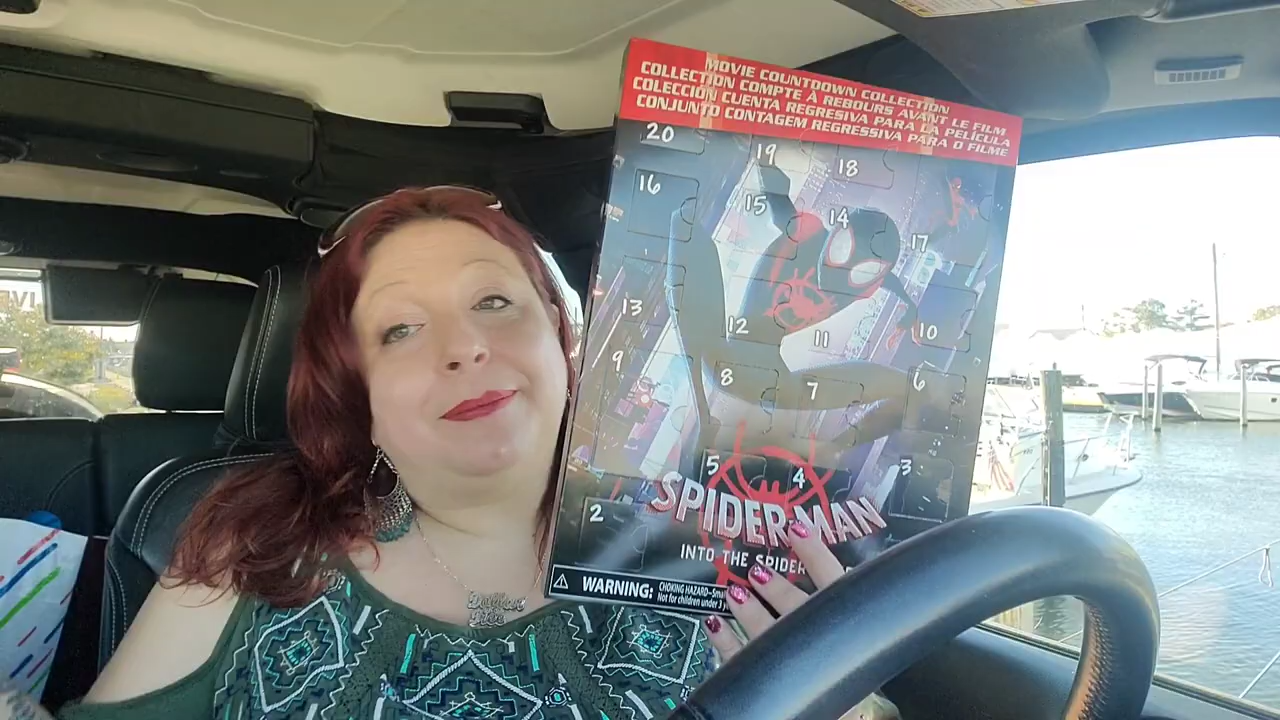 MOVIE COUNTDOWN COLLECTION
COLLECTION COMPTE À REBOURS AVANT LE FILM
COLECCIÓN CUENTA REGRESIVA PARA LA PELÍCULA
CONJUNTO CONTAGEM REGRESSIVA PARA O FILME
20
19
18
16
15
14
17
13
12
11
10
9
8
7
6
5
4
3
2
SPIDER-MAN
INTO THE SPIDER
WARNING:
CHOKING HAZARD-Small
Not for children under 3 y